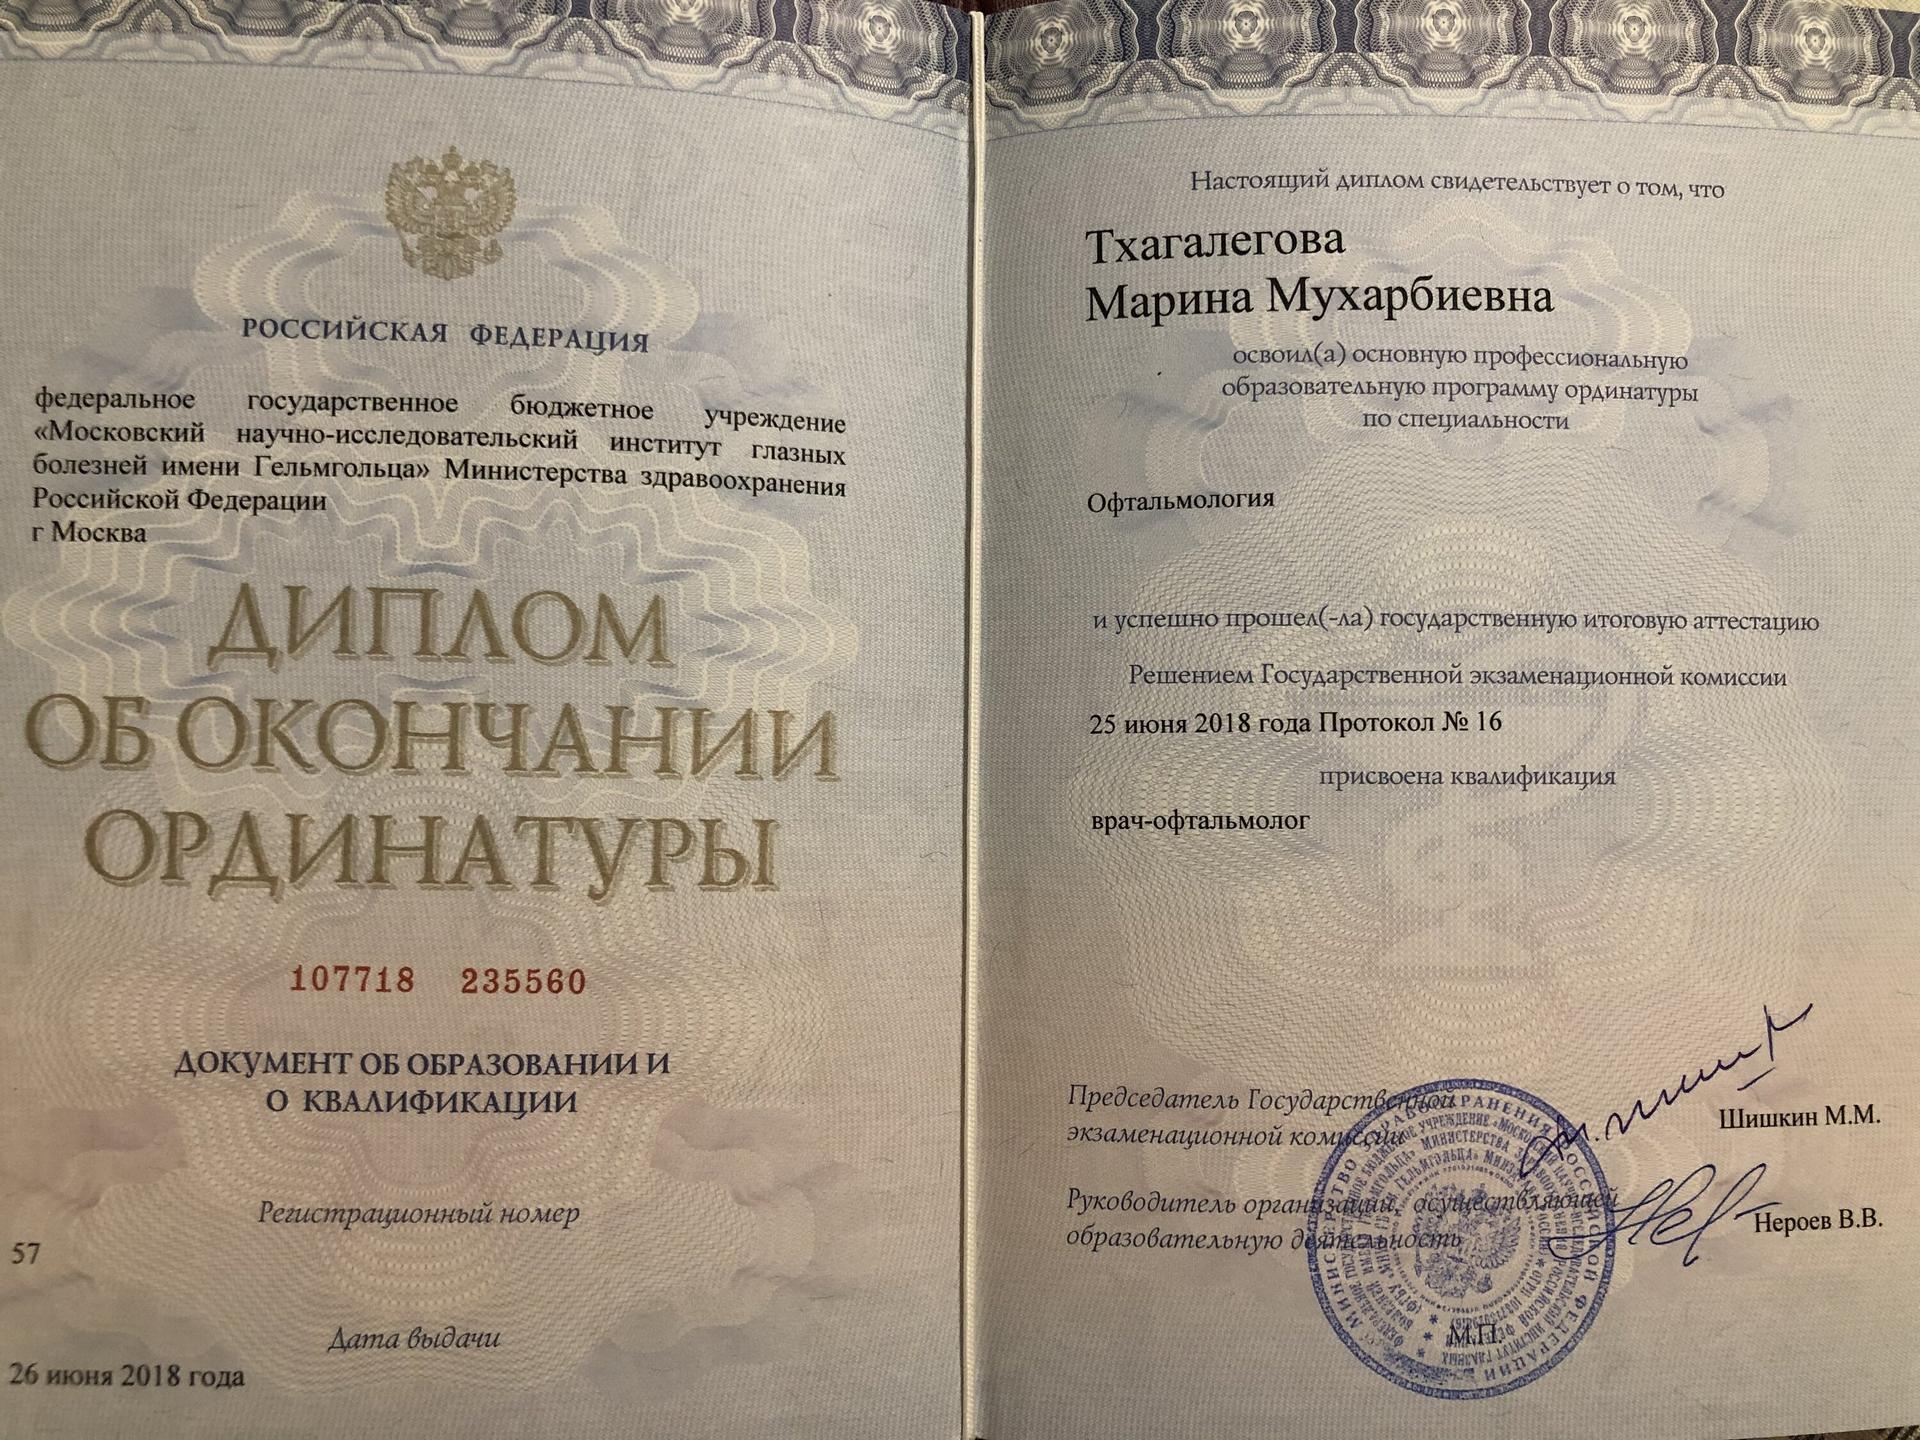 РОССИЙСКАЯ ФЕДЕРАЦИЯ
федеральное государственное бюджетное учреждение
«Московский научно-исследовательский институт глазных
болезней имени Гельмгольца» Министерства здравоохранения
Российской Федерации
г Москва
ДИПЛОМ
ОБ ОКОНЧАНИИ
ОРДИНАТУРЫ
107718 235560
ДОКУМЕНТ ОБ ОБРАЗОВАНИИ И
О КВАЛИФИКАЦИИ
Регистрационный номер
57
Дата выдачи
26 июня 2018 года
Настоящий диплом свидетельствует о том, что
Тхагалегова
Марина Мухарбиевна
освоил(а) основную профессиональную
образовательную программу ординатуры
по специальности
Офтальмология
и успешно прошел(-ла) государственную итоговую аттестацию
Решением Государственной экзаменационной комиссии
25 июня 2018 года Протокол № 16
присвоена квалификация
врач-офтальмолог
Председатель Государственной
экзаменационной комиссии
Шишкин М.М.
Руководитель организации, осуществляющей
образовательную деятельность
Нероев В.В.
М.П.
МИНИСТЕРСТВО ЗДРАВООХРАНЕНИЯ РОССИЙСКОЙ ФЕДЕРАЦИИ